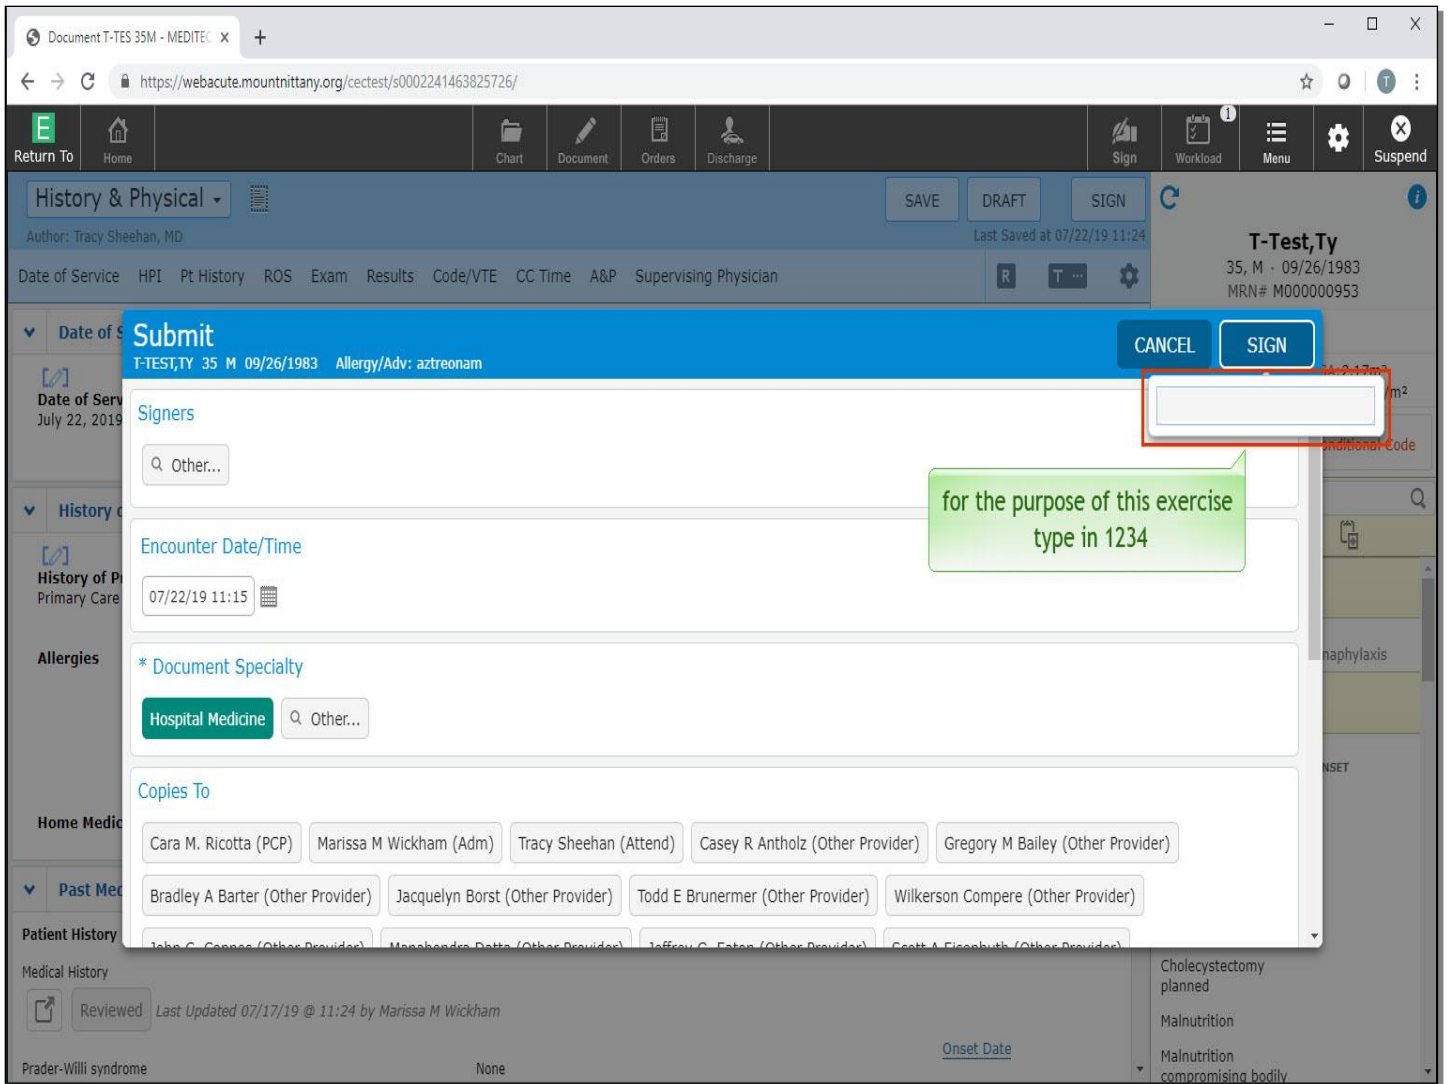 Document T-TES 35M - MEDITEC
https://webacute.mountnittany.org/cectest/s0002241463825726/
T
E
Return To
Home
Chart
Document
Orders
Discharge
Sign
1
Workload
Menu
Suspend
History & Physical
SAVE
DRAFT
SIGN
Author: Tracy Sheehan, MD
Last Saved at 07/22/19 11:24
T-Test,Ty
35, M · 09/26/1983
MRN# M000000953
Date of Service HPI Pt History ROS Exam Results Code/VTE CC Time A&P Supervising Physician
R
T ...
Date of S
Submit
T-TEST,TY 35 M 09/26/1983 Allergy/Adv: aztreonam
CANCEL
SIGN
Date of Serv
July 22, 2019
Signers
Other...
m²
Code
for the purpose of this exercise
type in 1234
History o
Encounter Date/Time
History of P
Primary Care
07/22/19 11:15
Allergies
* Document Specialty
naphylaxis
Hospital Medicine
Other...
NSET
Copies To
Home Medic
Cara M. Ricotta (PCP)
Marissa M Wickham (Adm)
Tracy Sheehan (Attend)
Casey R Antholz (Other Provider)
Gregory M Bailey (Other Provider)
Past Med
Bradley A Barter (Other Provider)
Jacquelyn Borst (Other Provider)
Todd E Brunermer (Other Provider)
Wilkerson Compere (Other Provider)
Patient History
Medical History
Reviewed
Last Updated 07/17/19 @ 11:24 by Marissa M Wickham
Cholecystectomy
planned
Malnutrition
Onset Date
Prader-Willi syndrome
None
Malnutrition
compromising bodily